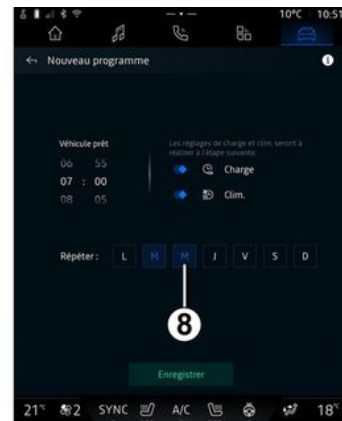 10°C 10:51
Nouveau programme
Véhicule prêt
Les réglages de charge et clim. seront à
réaliser à l'étape suivante:
06 55
07 : 00
08 05
Charge
Clim.
Répéter : L M M J V S D
8
Enregistrer
21° 2 SYNC A/C 18°